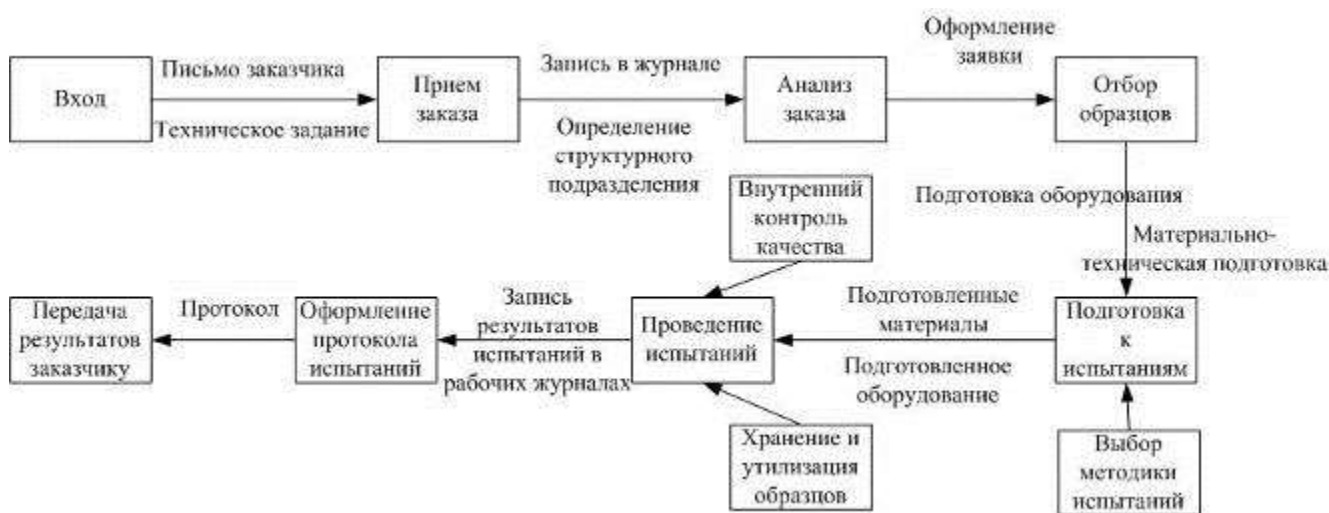 Вход
Письмо заказчика
Техническое задание
Прием
заказа
Запись в журнале
Определение
структурного
подразделения
Анализ
заказа
Оформление
заявки
Отбор
образцов
Подготовка оборудования
Материально-
техническая подготовка
Внутренний
контроль
качества
Передача
результатов
заказчику
Протокол
Оформление
протокола
испытаний
Запись
результатов
испытаний в
рабочих журналах
Проведение
испытаний
Подготовленные
материалы
Подготовленное
оборудование
Подготовка
к
испытаниям
Хранение и
утилизация
образцов
Выбор
методики
испытаний